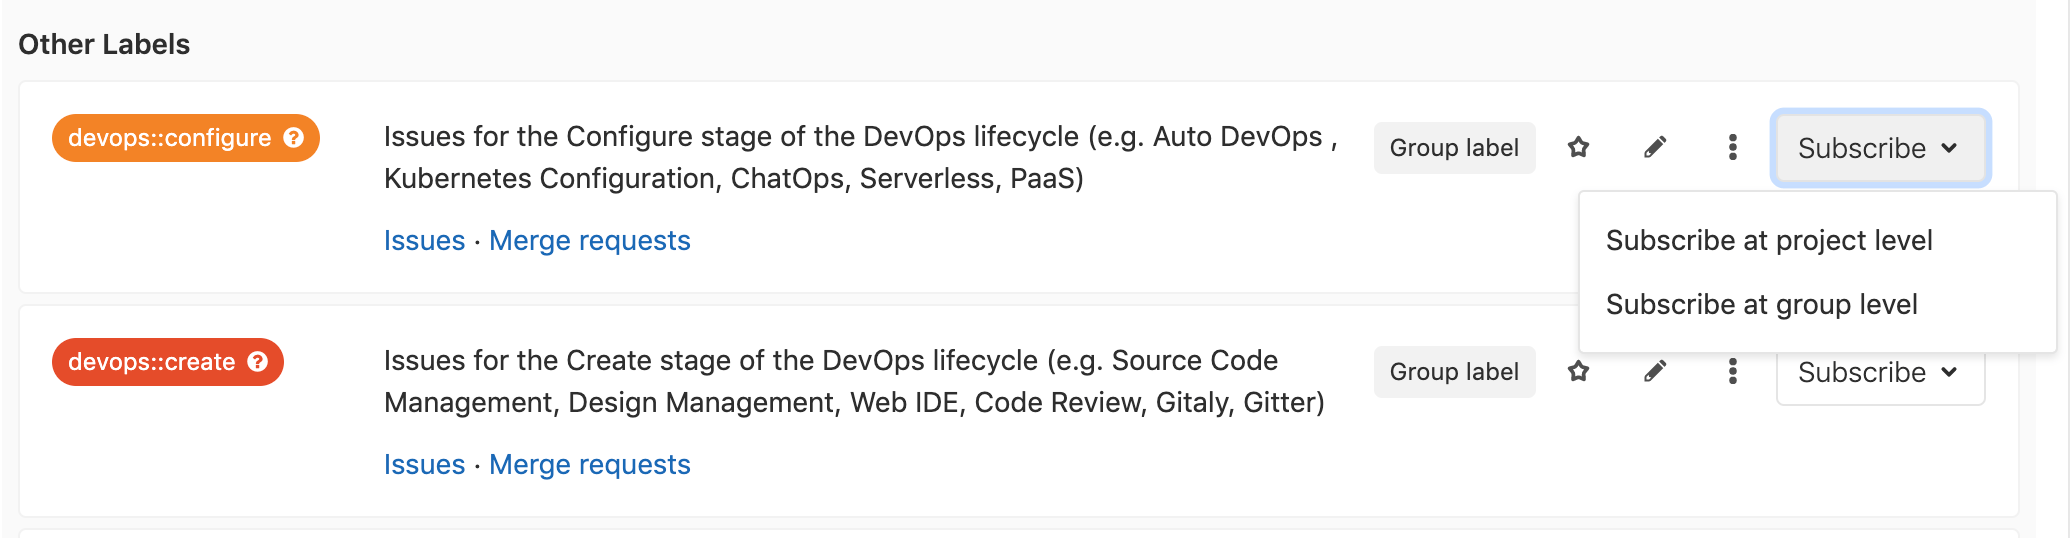 Other Labels
devops::configure
Issues for the Configure stage of the DevOps lifecycle (e.g. Auto DevOps ,
Kubernetes Configuration, ChatOps, Serverless, PaaS)
Issues · Merge requests
Group label
Subscribe
Subscribe at project level
Subscribe at group level
devops::create
Issues for the Create stage of the DevOps lifecycle (e.g. Source Code
Management, Design Management, Web IDE, Code Review, Gitaly, Gitter)
Issues · Merge requests
Group label
Subscribe